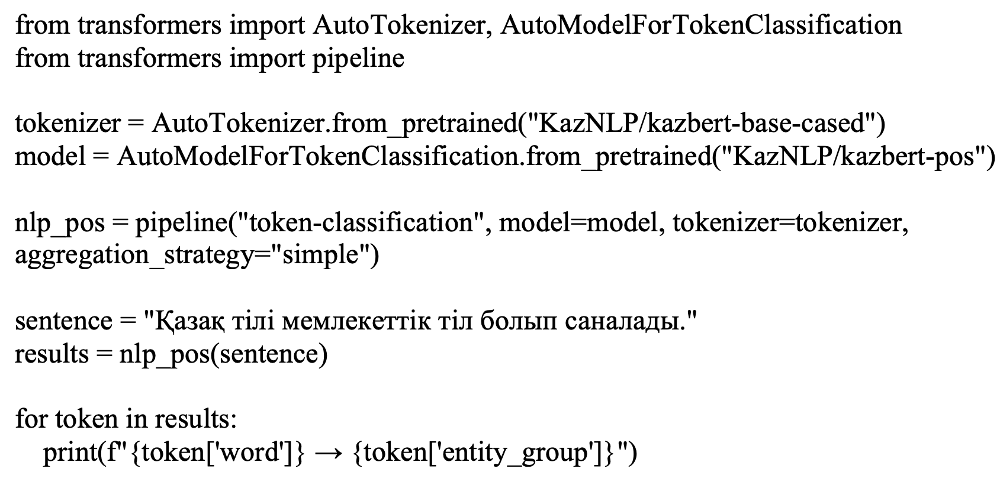 from transformers import AutoTokenizer, AutoModelForTokenClassification
from transformers import pipeline
tokenizer = AutoTokenizer.from_pretrained("KazNLP/kazbert-base-cased")
model = AutoModelForTokenClassification.from_pretrained("KazNLP/kazbert-pos")
nlp_pos = pipeline("token-classification", model=model, tokenizer=tokenizer,
aggregation_strategy="simple")
sentence = "Қазақ тілі мемлекеттік тіл болып саналады."
results = nlp_pos(sentence)
for token in results:
    print(f"{token['word']} → {token['entity_group']}")